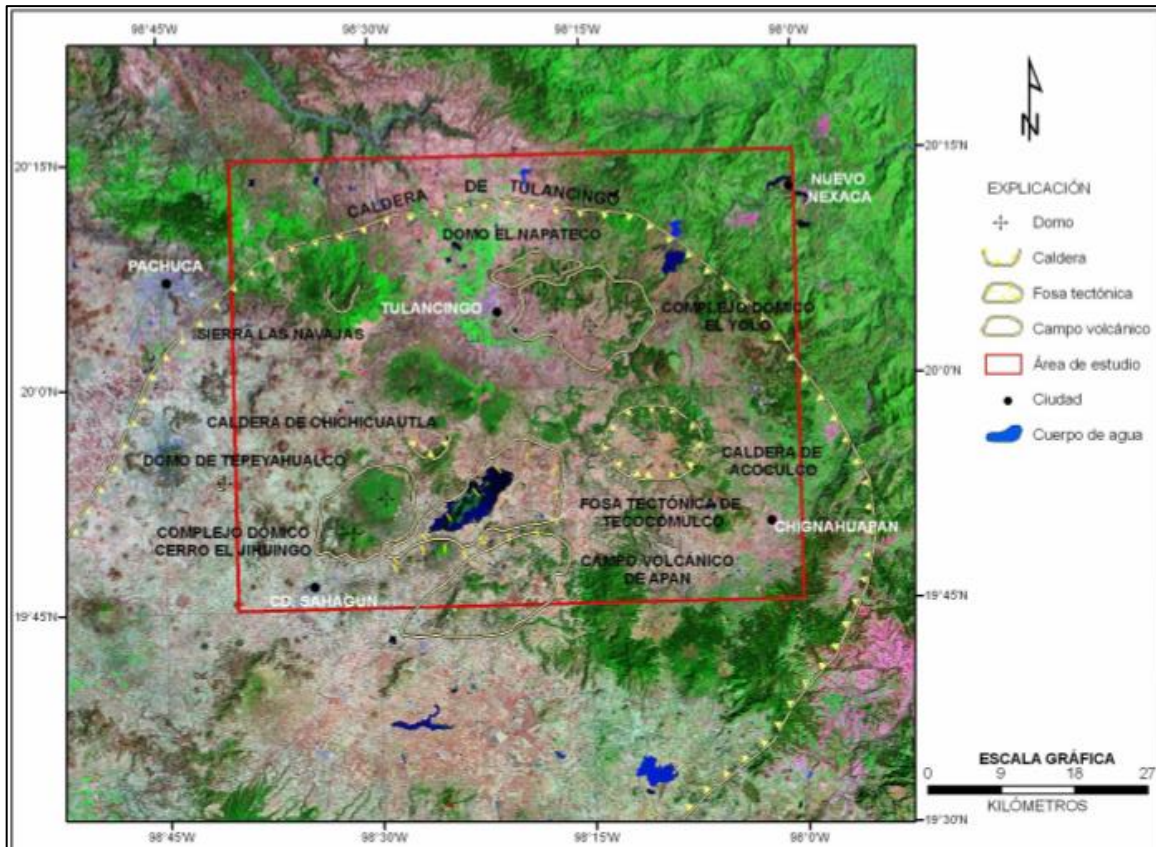 98°45'W 98°30'W 98°15'W 98°0'W
20°15'N
20°15'N
CALDERA DE TULANCINGO
NUEVO
NEXACA
DOMO EL NAPATECO
PACHUCA
TULANCINGO
COMPLEJO DÓMICO
EL YOLO
SIERRA LAS NAVAJAS
20°0'N
20°0'N
CALDERA DE CHICHICUAUTLA
DOMO DE TEPEYAHUALCO
CALDERA DE
ACOCULCO
FOSA TECTÓNICA DE
TECOCOMULCO
CHIGNAHUAPAN
COMPLEJO DÓMICO
CERRO EL JIHUINGO
CAMPO VOLCÁNICO
DE APAN
CD. SAHAGUN
19°45'N
19°45'N
19°30'N
98°45'W 98°30'W 98°15'W 98°0'W
N
EXPLICACIÓN
Domo
Caldera
Fosa tectónica
Campo volcánico
Área de estudio
Ciudad
Cuerpo de agua
ESCALA GRÁFICA
0 9 18 27
KILÓMETROS